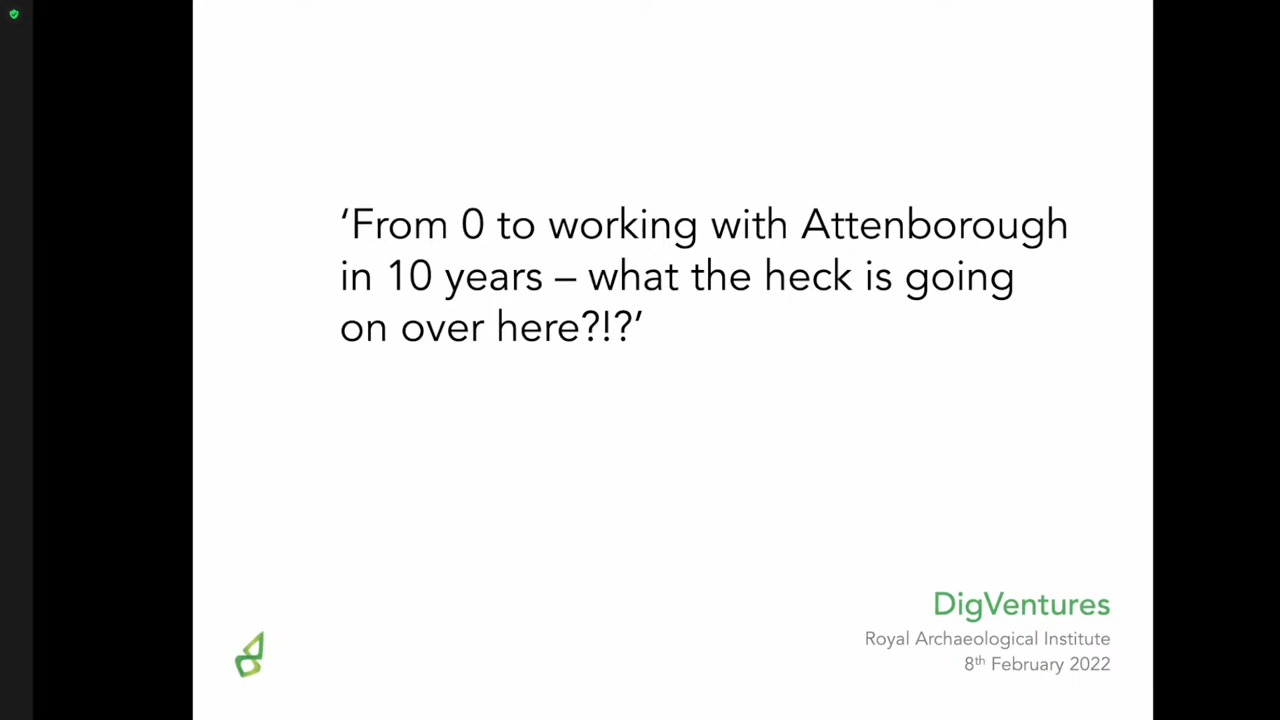 ‘From 0 to working with Attenborough
in 10 years – what the heck is going
on over here?!?’
DigVentures
Royal Archaeological Institute
8th February 2022